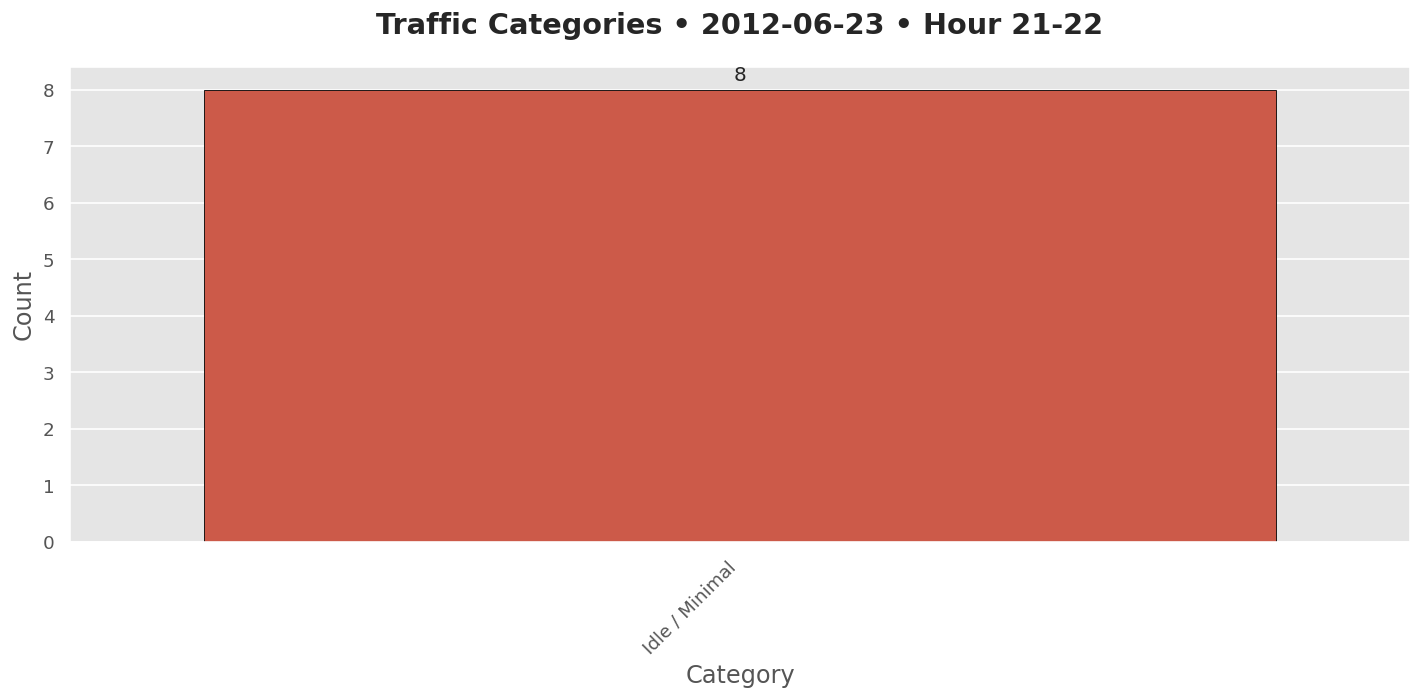 Traffic Categories • 2012-06-23 • Hour 21-22
8
8
7
6
5
4
3
2
1
0
Count
Idle / Minimal
Category